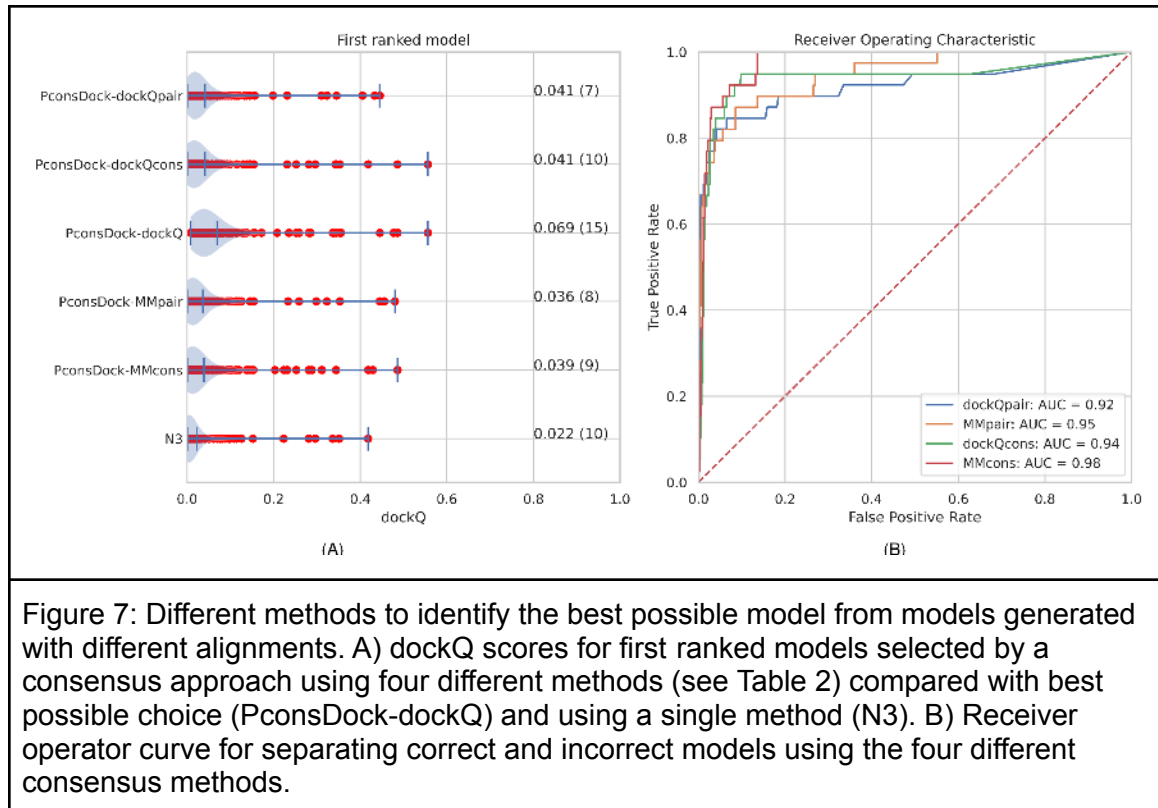 First ranked model
PconsDock-dockQpair
0.041 (7)
PconsDock-dockQcons
0.041 (10)
PconsDock-dockQ
0.069 (15)
PconsDock-MMpair
0.036 (8)
PconsDock-MMcons
0.039 (9)
N3
0.022 (10)
0.0 0.2 0.4 0.6 0.8 1.0
dockQ
(A)
Receiver Operating Characteristic
True Positive Rate
1.0
0.8
0.6
0.4
0.2
0.0
dockQpair: AUC = 0.92
MMpair: AUC = 0.95
dockQcons: AUC = 0.94
MMcons: AUC = 0.98
0.0 0.2 0.4 0.6 0.8 1.0
False Positive Rate
(B)
Figure 7: Different methods to identify the best possible model from models generated
with different alignments. A) dockQ scores for first ranked models selected by a
consensus approach using four different methods (see Table 2) compared with best
possible choice (PconsDock-dockQ) and using a single method (N3). B) Receiver
operator curve for separating correct and incorrect models using the four different
consensus methods.